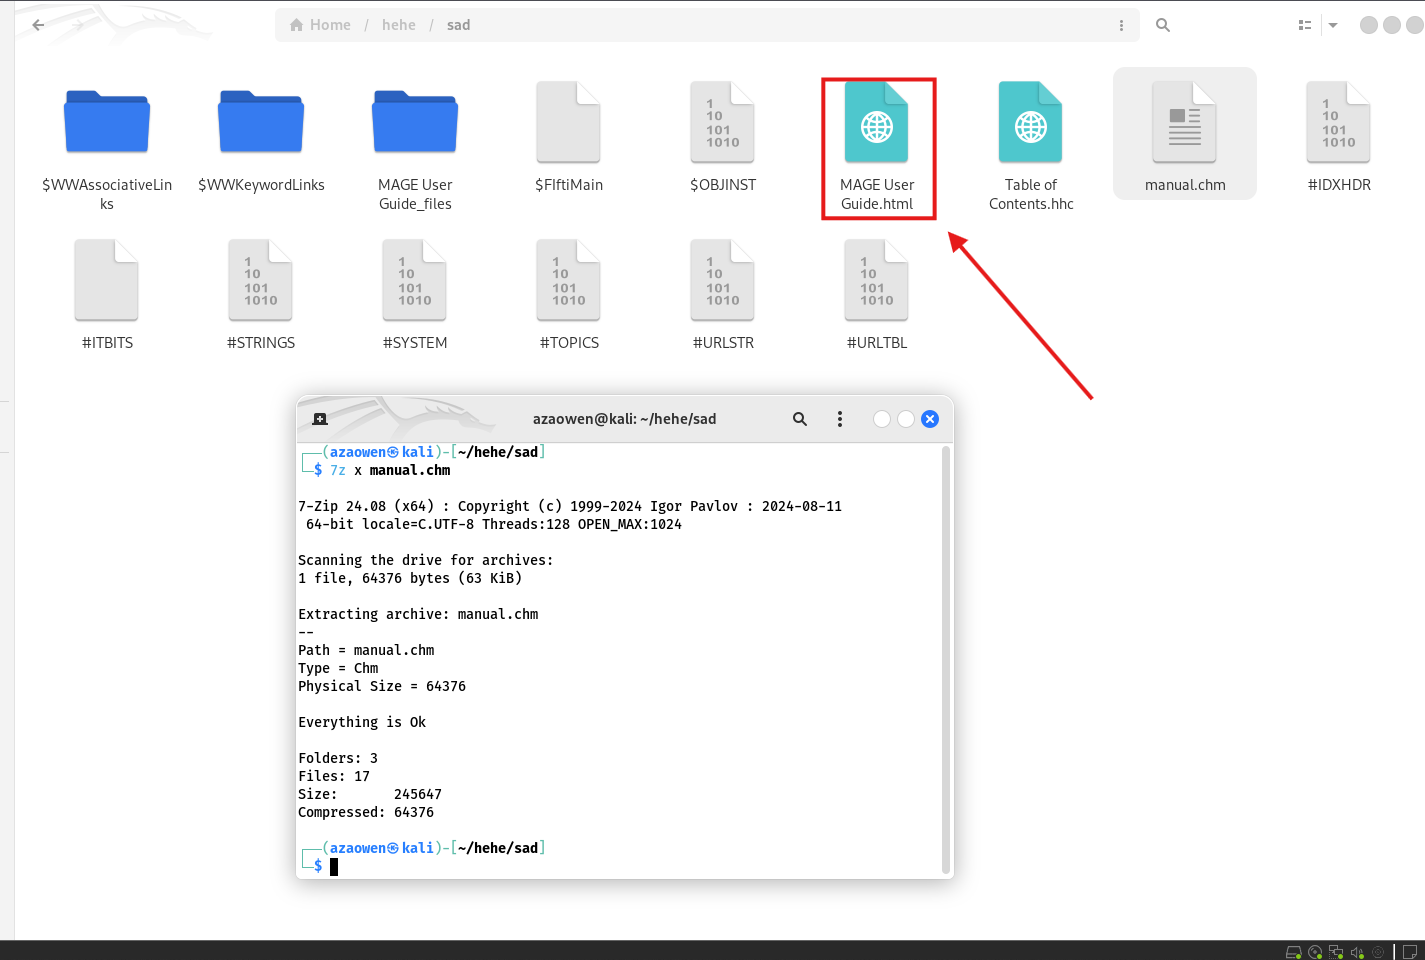 Home / hehe / sad
$WWAssociativeLin
ks
$WWKeywordLinks
MAGE User
Guide_files
$FIftiMain
$OBJINST
MAGE User
Guide.html
Table of
Contents.hhc
manual.chm
#IDXHDR
#ITBITS
#STRINGS
#SYSTEM
#TOPICS
#URLSTR
#URLTBL
1
10
101
1010
1
10
101
1010
1
10
101
1010
1
10
101
1010
1
10
101
1010
1
10
101
1010
1
10
101
1010
azaowen@kali: ~/hehe/sad
(azaowen㉿kali)-[~/hehe/sad]
$ 7z x manual.chm
7-Zip 24.08 (x64) : Copyright (c) 1999-2024 Igor Pavlov : 2024-08-11
64-bit locale=C.UTF-8 Threads:128 OPEN_MAX:1024
Scanning the drive for archives:
1 file, 64376 bytes (63 KiB)
Extracting archive: manual.chm
--
Path = manual.chm
Type = Chm
Physical Size = 64376
Everything is Ok
Folders: 3
Files: 17
Size: 245647
Compressed: 64376
(azaowen㉿kali)-[~/hehe/sad]
$